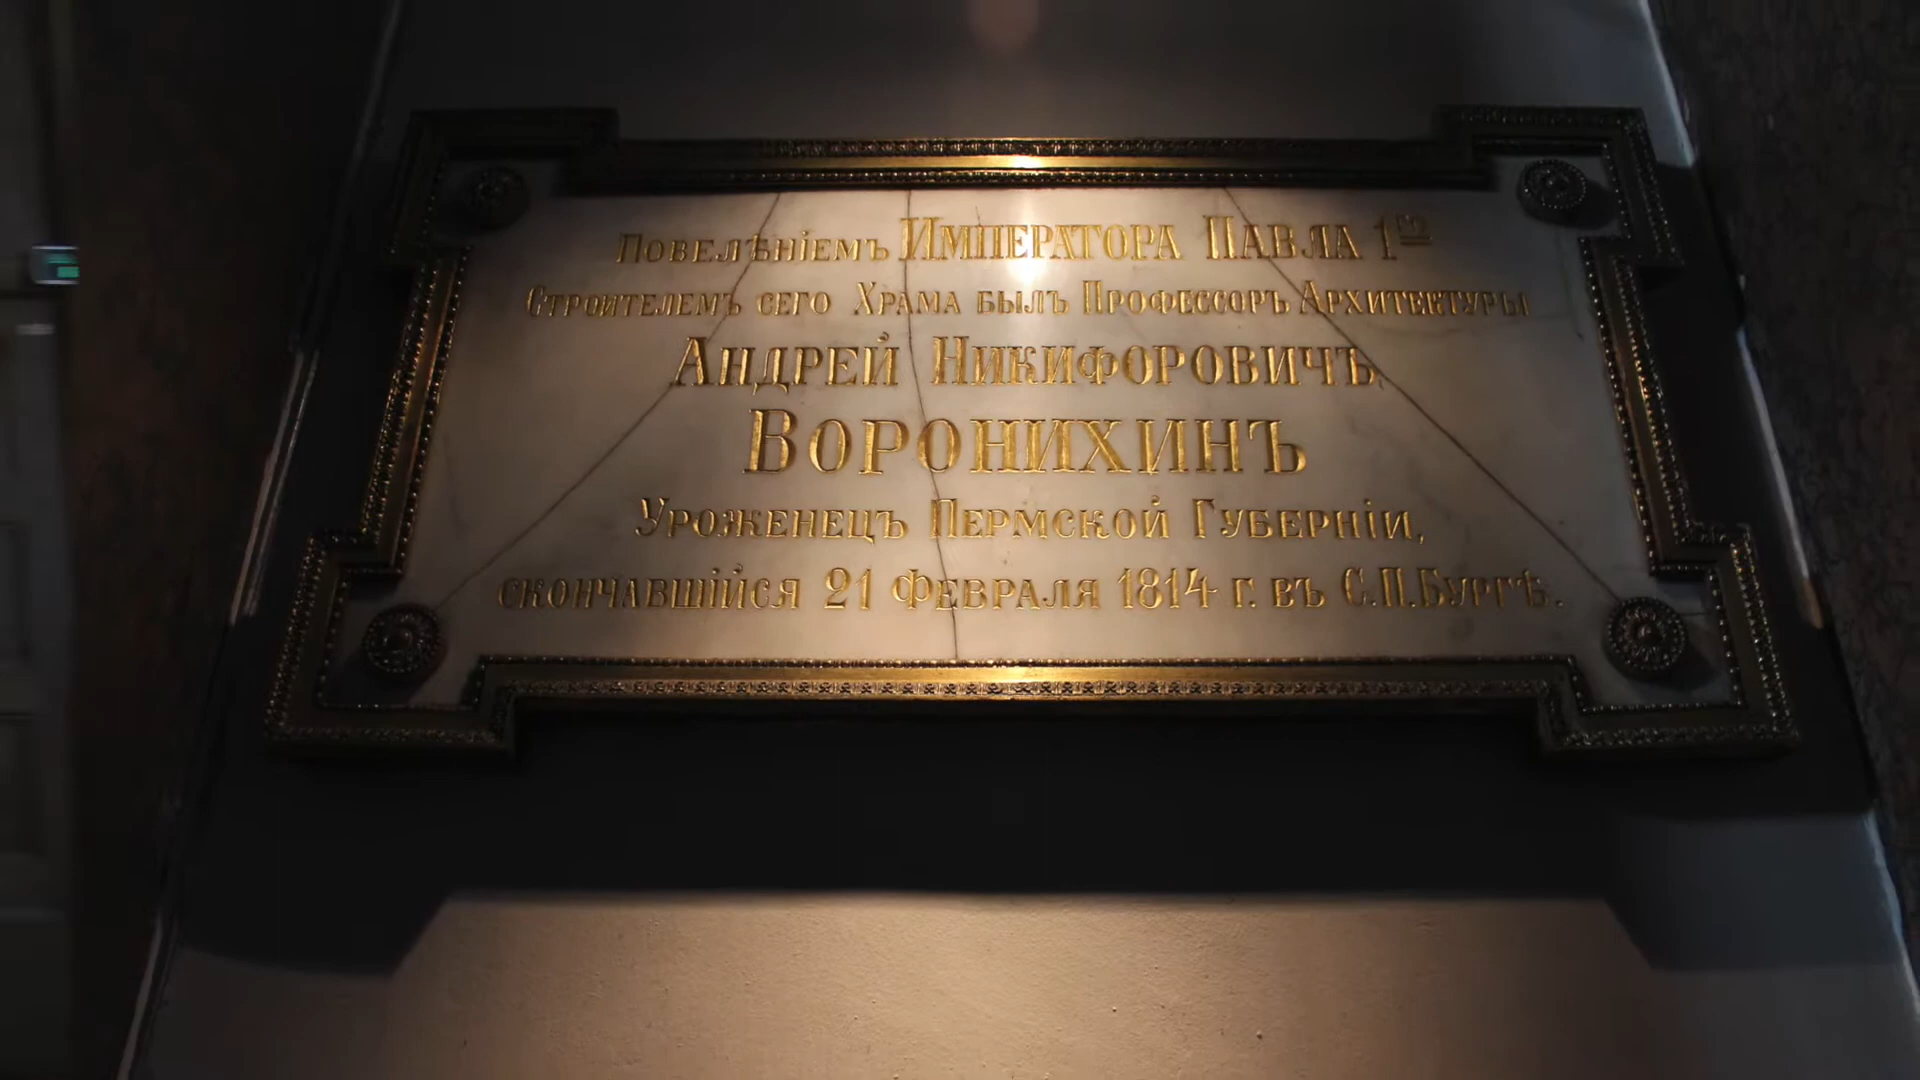 Повелѣніемъ Императора Павла 1го
Строителемъ сего Храма былъ Профессоръ Архитектуры
Андрей Никифоровичъ
Воронихинъ
Уроженецъ Пермской Губерніи,
скончавшійся 21 Февраля 1814 г. въ С.П.Бургѣ.